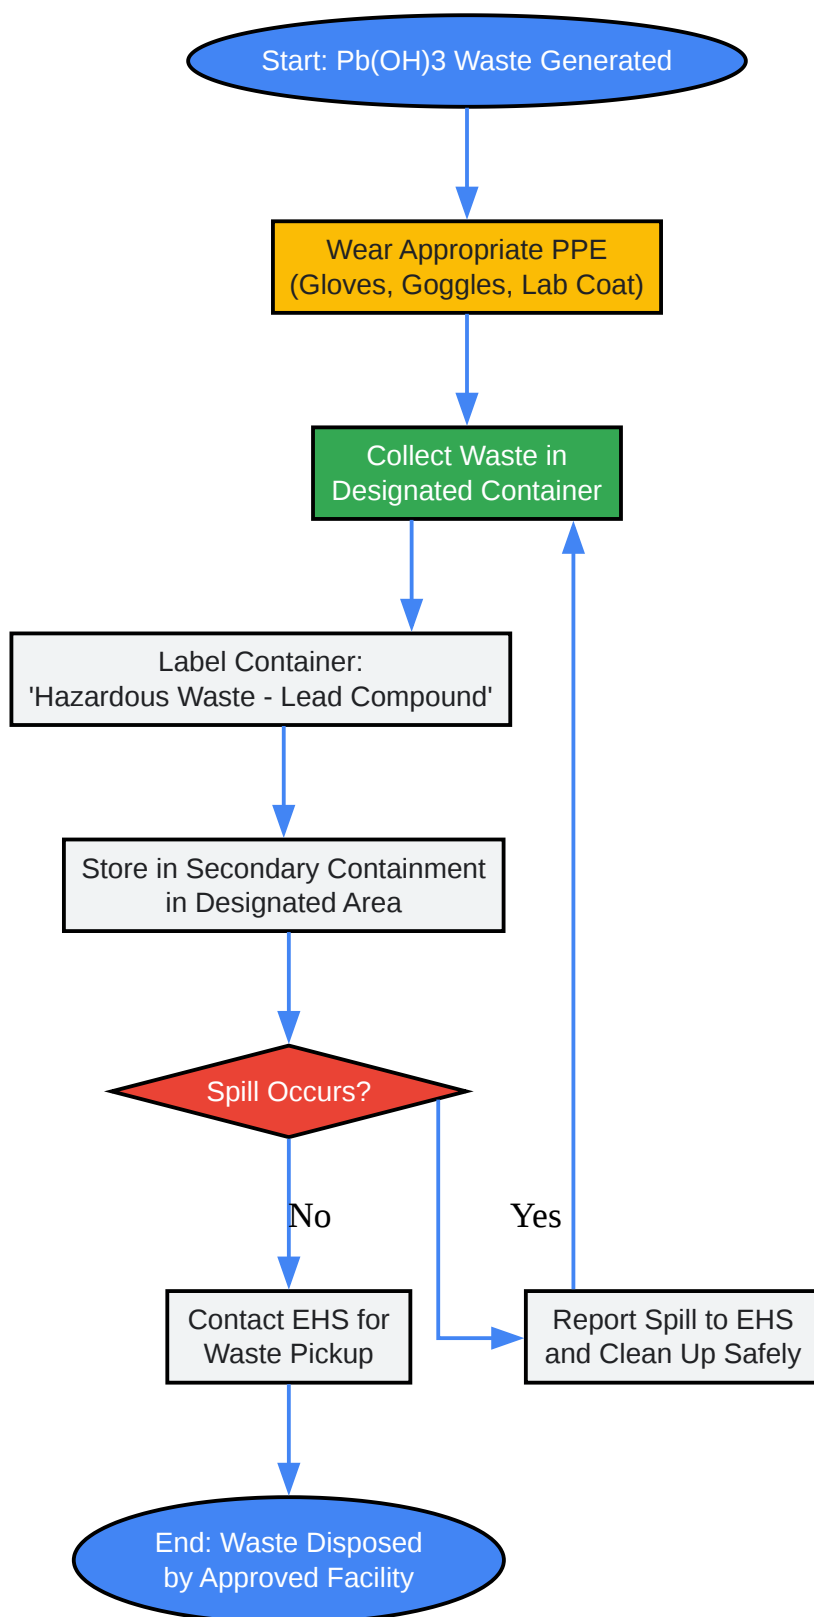 Start: Pb(OH)3 Waste Generated
Wear Appropriate PPE
(Gloves, Goggles, Lab Coat)
Collect Waste in
Designated Container
Label Container:
'Hazardous Waste - Lead Compound'
Store in Secondary Containment
in Designated Area
Spill Occurs?
No
Yes
Contact EHS for
Waste Pickup
Report Spill to EHS
and Clean Up Safely
End: Waste Disposed
by Approved Facility